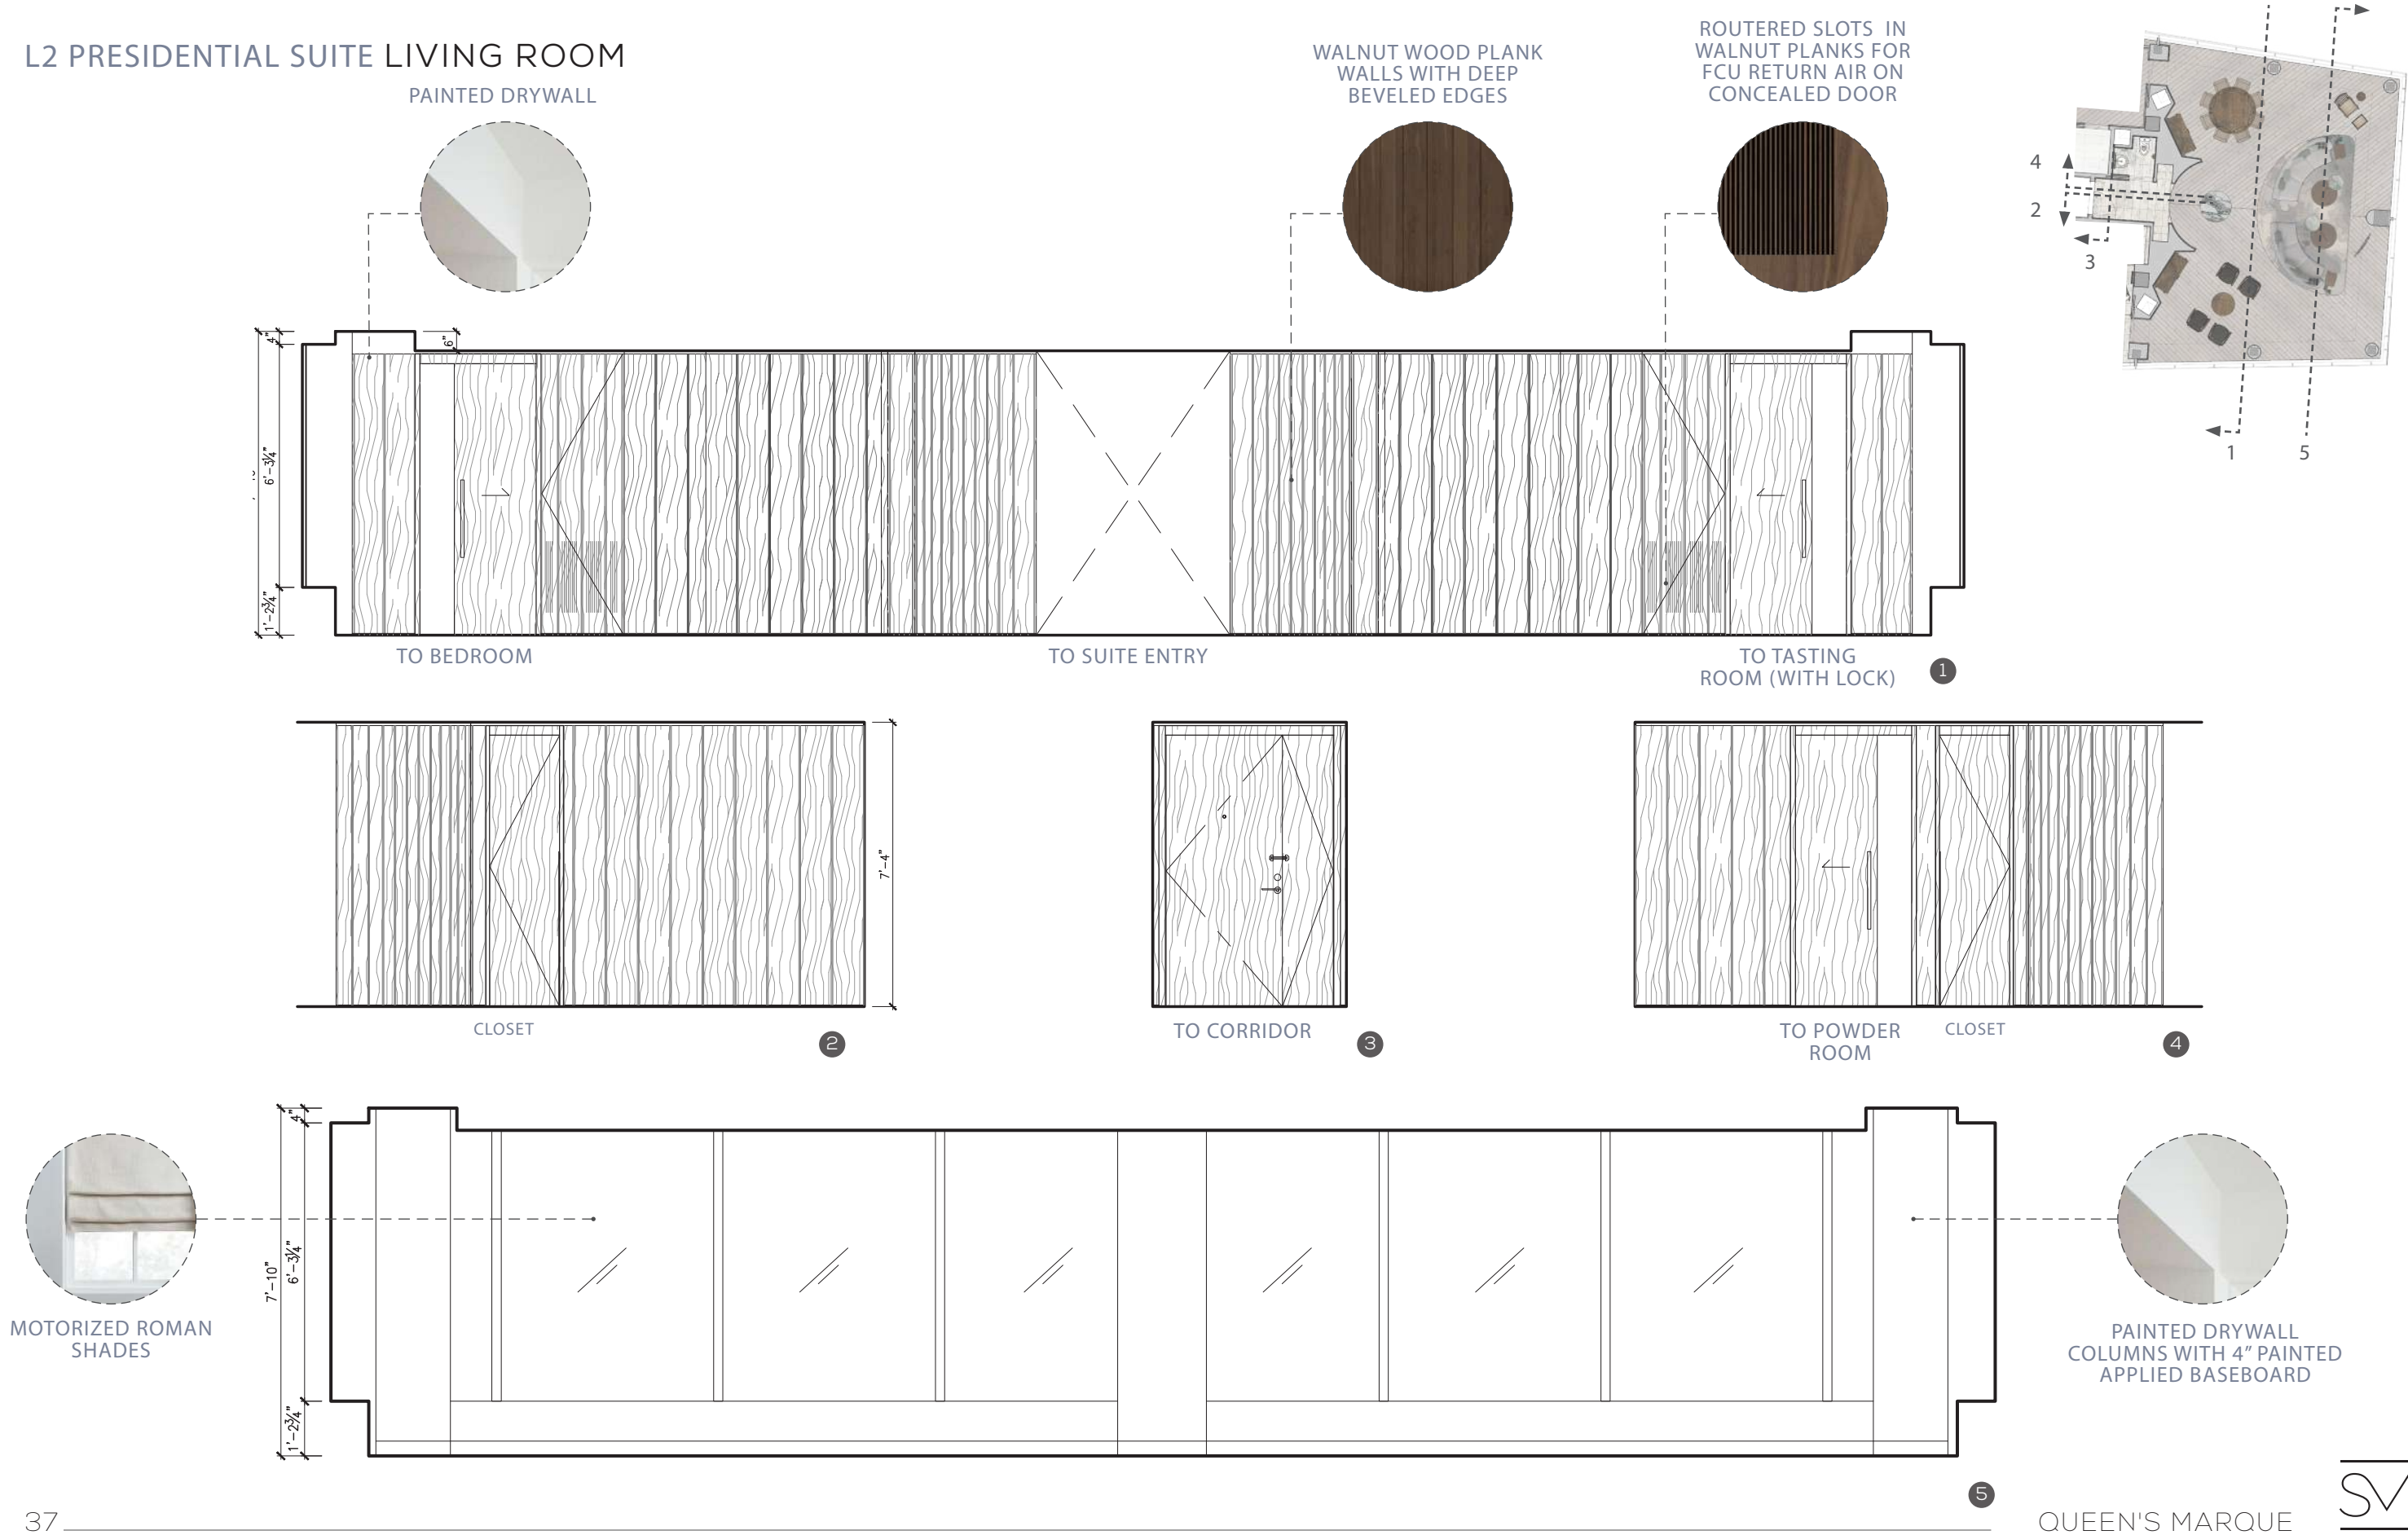 L2 PRESIDENTIAL SUITE LIVING ROOM
PAINTED DRYWALL
WALNUT WOOD PLANK
WALLS WITH DEEP
BEVELED EDGES
ROUTERED SLOTS IN
WALNUT PLANKS FOR
FCU RETURN AIR ON
CONCEALED DOOR
4
2
3
1
5
4"
6"
6'-3¾"
1'-2¾"
TO BEDROOM
TO SUITE ENTRY
TO TASTING
ROOM (WITH LOCK)
1
7'-4"
CLOSET
2
TO CORRIDOR
3
TO POWDER
ROOM
CLOSET
4
4"
6'-3¾"
7'-10"
1'-2¾"
MOTORIZED ROMAN
SHADES
PAINTED DRYWALL
COLUMNS WITH 4" PAINTED
APPLIED BASEBOARD
5
37
QUEEN'S MARQUE
SV